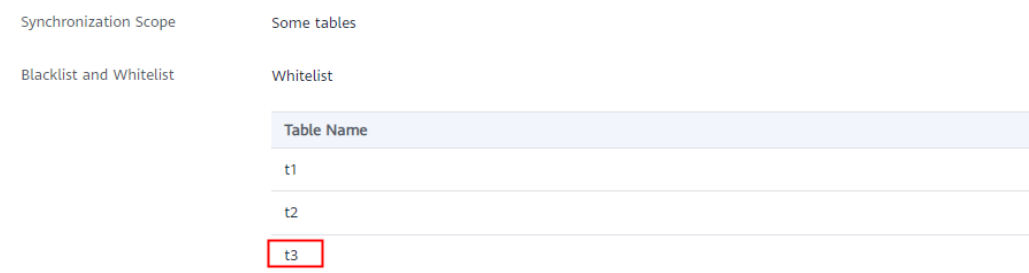 Synchronization Scope Some tables
Blacklist and Whitelist Whitelist
Table Name
t1
t2
t3